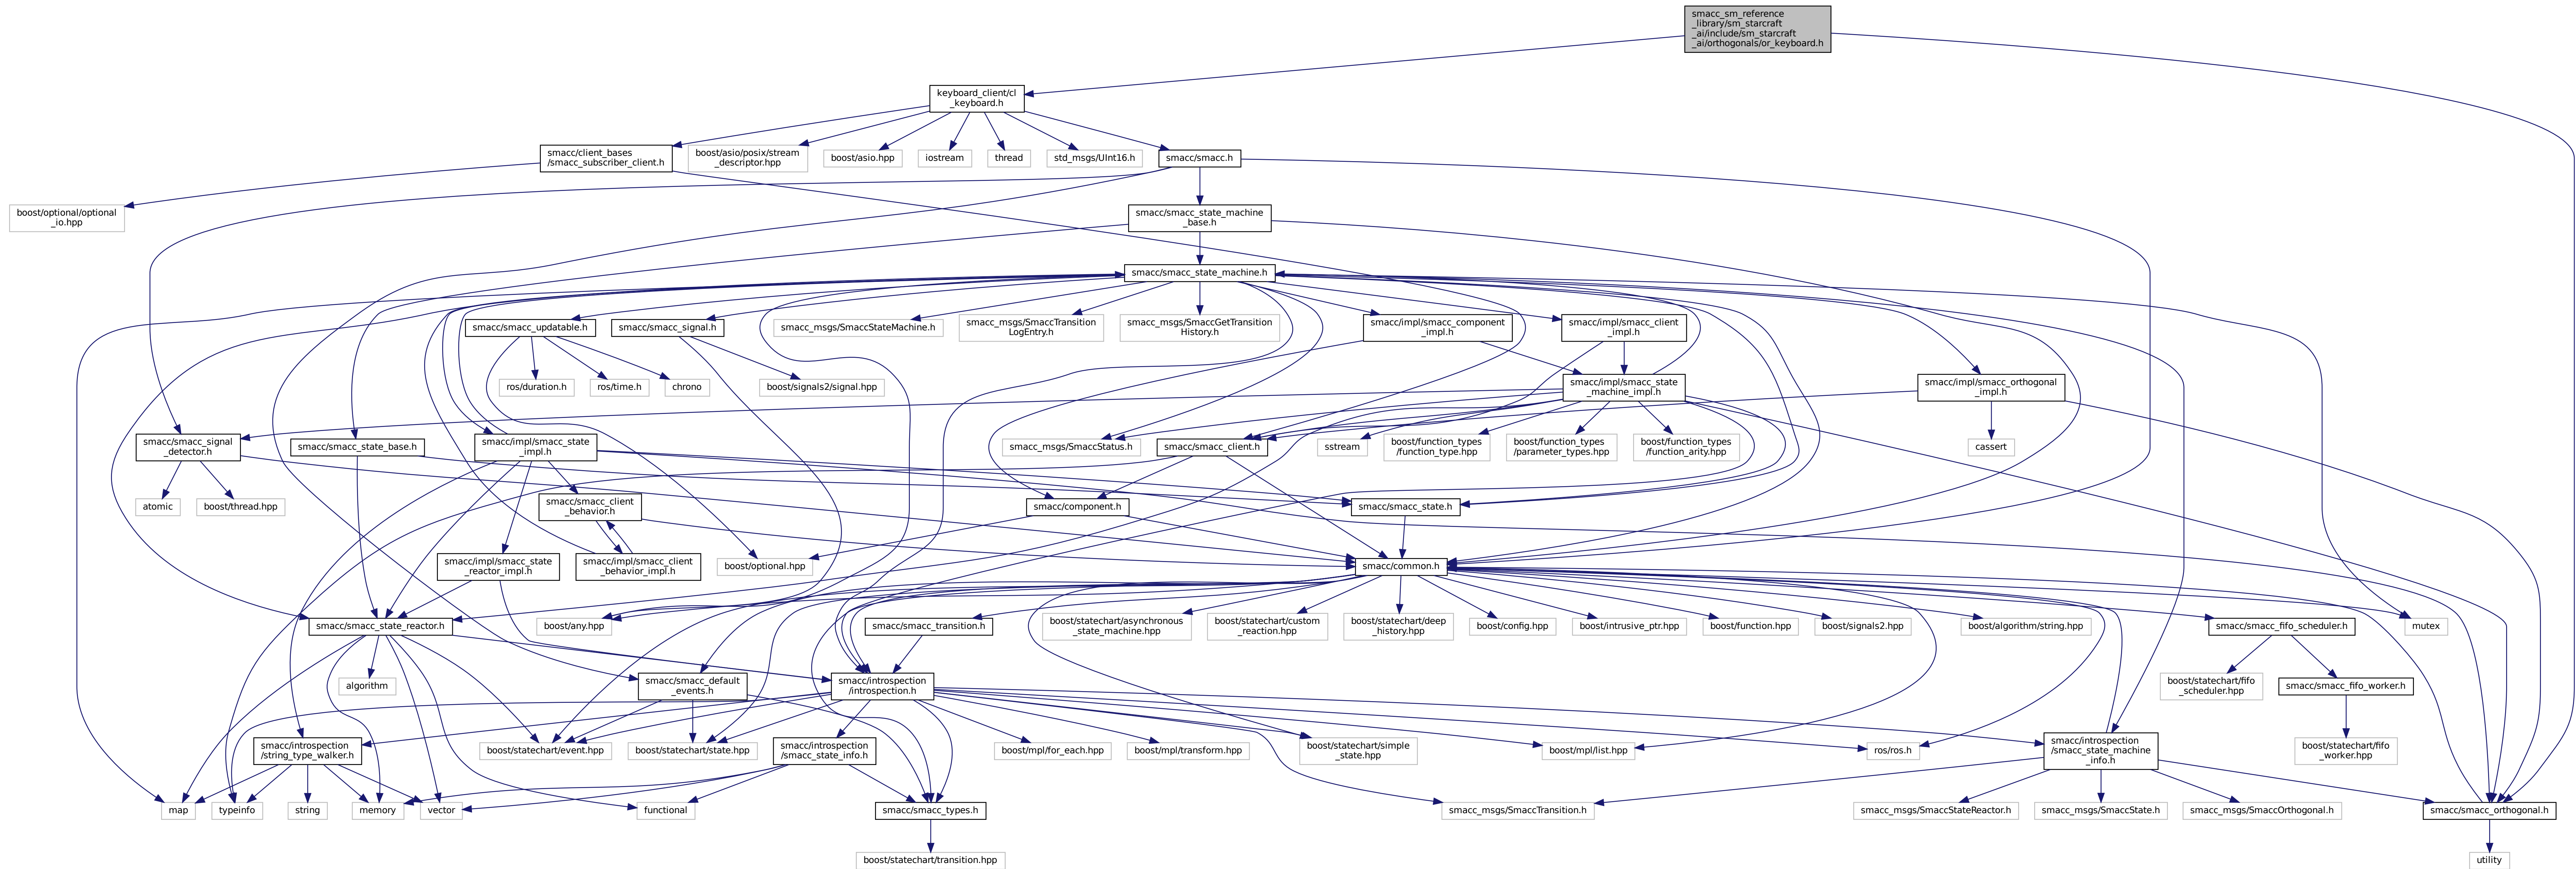 smacc_sm_reference
_library/sm_starcraft
_ai/include/sm_starcraft
_ai/orthogonals/or_keyboard.h
keyboard_client/cl
_keyboard.h
smacc/client_bases
/smacc_subscriber_client.h
boost/asio/posix/stream
_descriptor.hpp
boost/asio.hpp
iostream
thread
std_msgs/UInt16.h
smacc/smacc.h
boost/optional/optional
_io.hpp
smacc/smacc_state_machine
_base.h
smacc/smacc_state_machine.h
smacc/smacc_updatable.h
smacc/smacc_signal.h
smacc_msgs/SmaccStateMachine.h
smacc_msgs/SmaccTransition
LogEntry.h
smacc_msgs/SmaccGetTransition
History.h
smacc/impl/smacc_component
_impl.h
smacc/impl/smacc_client
_impl.h
ros/duration.h
ros/time.h
chrono
boost/signals2/signal.hpp
smacc/impl/smacc_state
_machine_impl.h
smacc/impl/smacc_orthogonal
_impl.h
smacc/smacc_signal
_detector.h
smacc/smacc_state_base.h
smacc/impl/smacc_state
_impl.h
smacc_msgs/SmaccStatus.h
smacc/smacc_client.h
sstream
boost/function_types
/function_type.hpp
boost/function_types
/parameter_types.hpp
boost/function_types
/function_arity.hpp
cassert
atomic
boost/thread.hpp
smacc/smacc_client
_behavior.h
smacc/component.h
smacc/smacc_state.h
smacc/impl/smacc_state
_reactor_impl.h
smacc/impl/smacc_client
_behavior_impl.h
boost/optional.hpp
smacc/common.h
smacc/smacc_state_reactor.h
boost/any.hpp
smacc/smacc_transition.h
boost/statechart/asynchronous
_state_machine.hpp
boost/statechart/custom
_reaction.hpp
boost/statechart/deep
_history.hpp
boost/config.hpp
boost/intrusive_ptr.hpp
boost/function.hpp
boost/signals2.hpp
boost/algorithm/string.hpp
smacc/smacc_fifo_scheduler.h
mutex
algorithm
smacc/smacc_default
_events.h
smacc/introspection
/introspection.h
boost/statechart/fifo
_scheduler.hpp
smacc/smacc_fifo_worker.h
smacc/introspection
/string_type_walker.h
boost/statechart/event.hpp
boost/statechart/state.hpp
smacc/introspection
/smacc_state_info.h
boost/mpl/for_each.hpp
boost/mpl/transform.hpp
boost/statechart/simple
_state.hpp
boost/mpl/list.hpp
ros/ros.h
smacc/introspection
/smacc_state_machine
_info.h
boost/statechart/fifo
_worker.hpp
map
typeinfo
string
memory
vector
functional
smacc/smacc_types.h
smacc_msgs/SmaccTransition.h
smacc_msgs/SmaccStateReactor.h
smacc_msgs/SmaccState.h
smacc_msgs/SmaccOrthogonal.h
smacc/smacc_orthogonal.h
boost/statechart/transition.hpp
utility